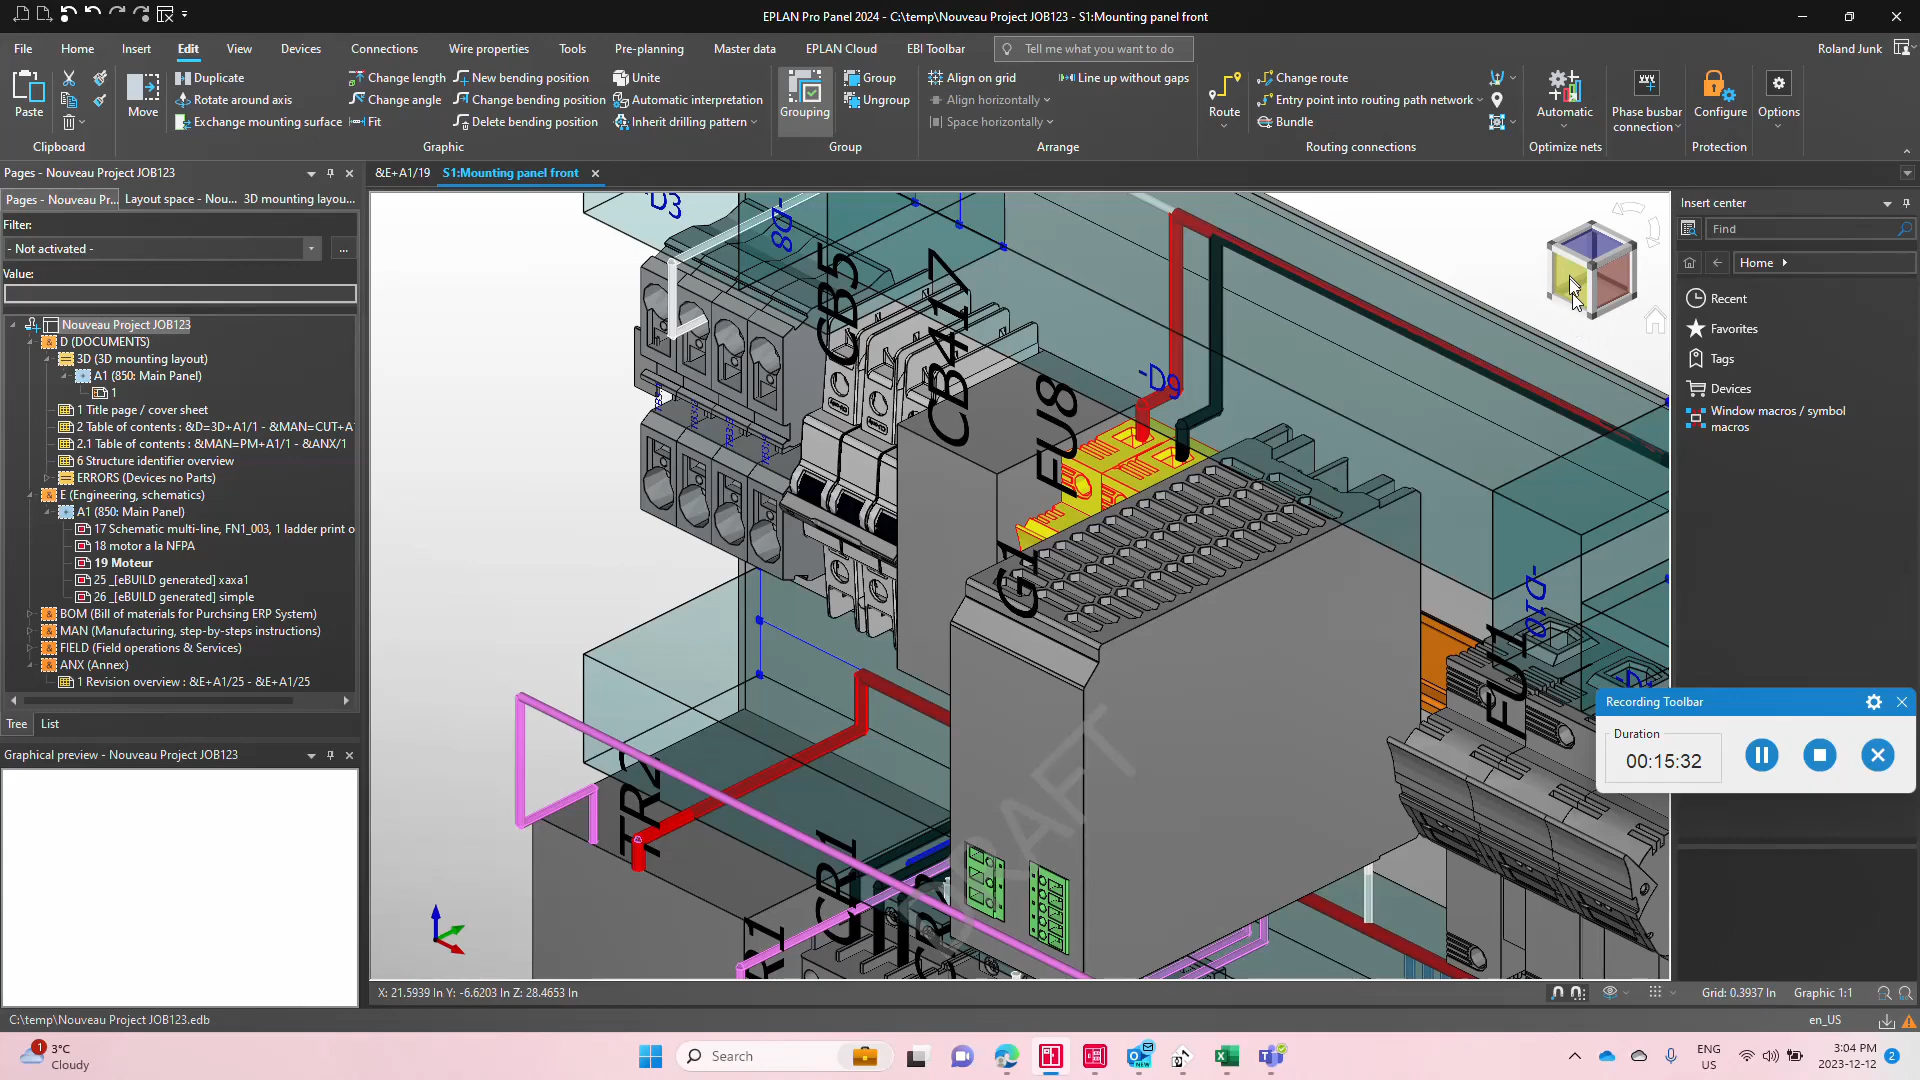 EPLAN Pro Panel 2024 - C:\temp\Nouveau Project JOB123 - S1:Mounting panel front
File
Home
Insert
Edit
View
Devices
Connections
Wire properties
Tools
Pre-planning
Master data
EPLAN Cloud
EBI Toolbar
Tell me what you want to do
Roland Junk
Paste
Clipboard
Move
Duplicate
Rotate around axis
Exchange mounting surface
Change length
Change angle
Fit
New bending position
Change bending position
Delete bending position
Unite
Automatic interpretation
Inherit drilling pattern
Graphic
Grouping
Group
Ungroup
Group
Align on grid
Align horizontally
Space horizontally
Line up without gaps
Arrange
Route
Change route
Entry point into routing path network
Bundle
Routing connections
Automatic
Optimize nets
Phase busbar connection
Configure
Protection
Options
Pages - Nouveau Project JOB123
Pages - Nouveau Pr...
Layout space - Nou...
3D mounting layou...
Filter:
- Not activated -
...
Value:
Nouveau Project JOB123
D (DOCUMENTS)
3D (3D mounting layout)
A1 (850: Main Panel)
1
1 Title page / cover sheet
2 Table of contents : &D=3D+A1/1 - &MAN=CUT+A
2.1 Table of contents : &MAN=PM+A1/1 - &ANX/1
6 Structure identifier overview
ERRORS (Devices no Parts)
E (Engineering, schematics)
A1 (850: Main Panel)
17 Schematic multi-line, FN1_003, 1 ladder print o
18 motor a la NFPA
19 Moteur
25 _[eBUILD generated] xaxa1
26 _[eBUILD generated] simple
BOM (Bill of materials for Purchsing ERP System)
MAN (Manufacturing, step-by-steps instructions)
FIELD (Field operations & Services)
ANX (Annex)
1 Revision overview : &E+A1/25 - &E+A1/25
Tree
List
Graphical preview - Nouveau Project JOB123
&E+A1/19
S1:Mounting panel front
-D8
CB5
CB417
FU8
-D9
G1
-D10
FUD1
TR2
CR1
DRAFT
X: 21.5939 In Y: -6.6203 In Z: 28.4653 In
Grid: 0.3937 In
Graphic 1:1
Insert center
Find
Home
Recent
Favorites
Tags
Devices
Window macros / symbol macros
Recording Toolbar
Duration
00:15:32
C:\temp\Nouveau Project JOB123.edb
en_US
1
3°C
Cloudy
Search
NEW
ENG
US
3:04 PM
2023-12-12
2